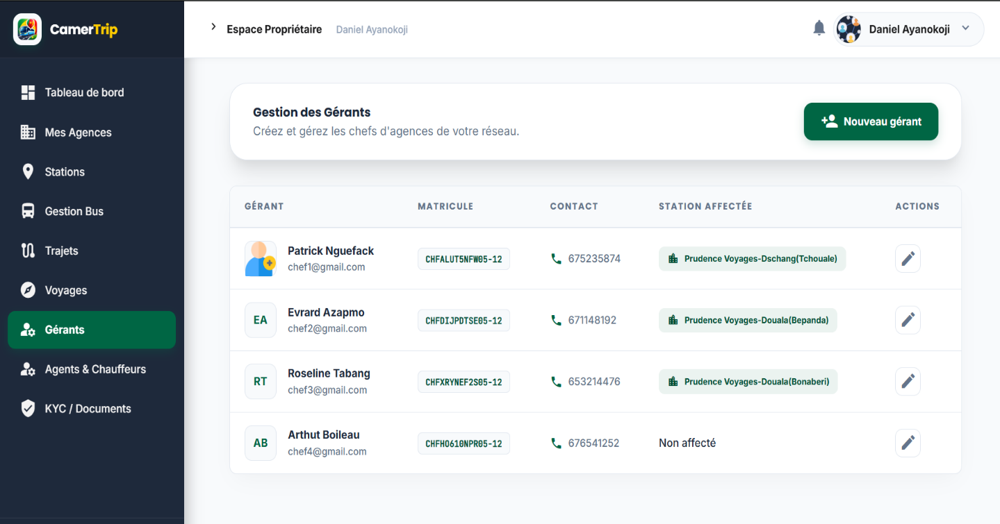 CamerTrip
Espace Propriétaire Daniel Ayanokoji
Daniel Ayanokoji
Tableau de bord
Mes Agences
Stations
Gestion Bus
Trajets
Voyages
Gérants
Agents & Chauffeurs
KYC / Documents
Gestion des Gérants
Créez et gérez les chefs d'agences de votre réseau.
Nouveau gérant
GÉRANT MATRICULE CONTACT STATION AFFECTÉE ACTIONS
Patrick Nguefack
chef1@gmail.com
CHFALUT5NFW05-12
675235874
Prudence Voyages-Dschang(Tchouale)
EA
Evrard Azapmo
chef2@gmail.com
CHFDIJPDTSE05-12
671148192
Prudence Voyages-Douala(Bepanda)
RT
Roseline Tabang
chef3@gmail.com
CHFXRYNEF2S05-12
653214476
Prudence Voyages-Douala(Bonaberi)
AB
Arthut Boileau
chef4@gmail.com
CHFHO610NPR05-12
676541252
Non affecté